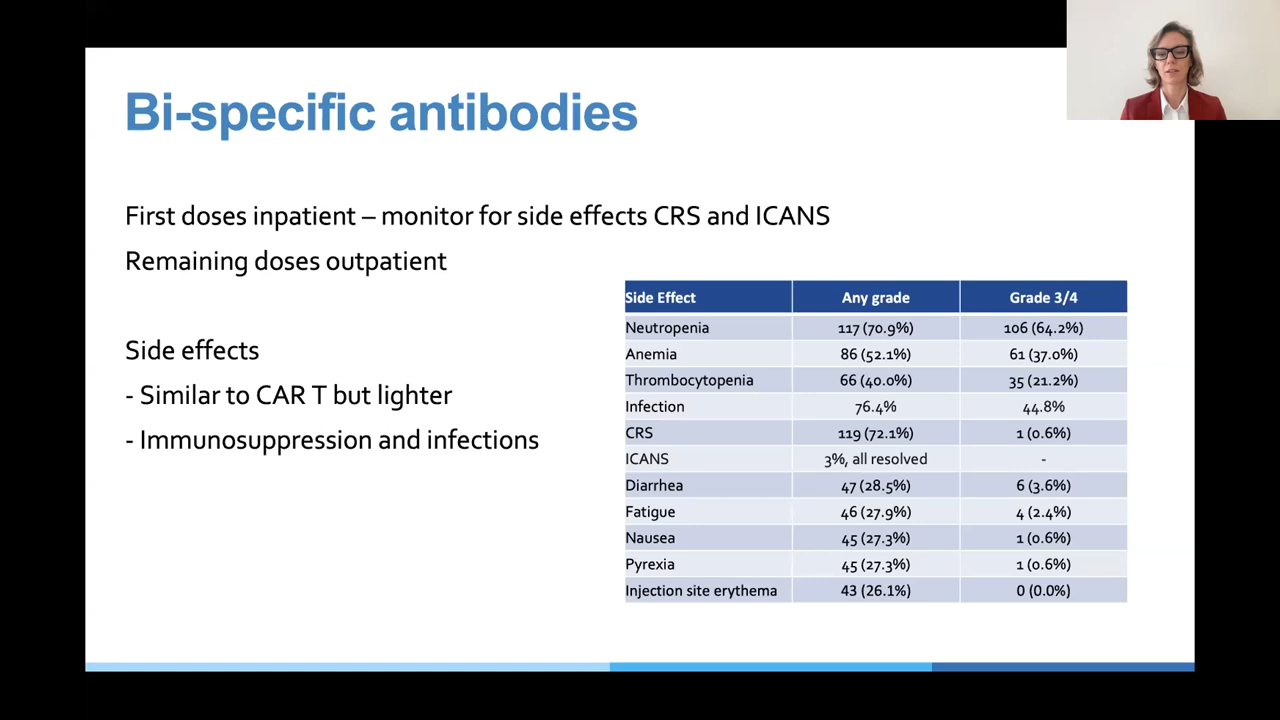 Bi-specific antibodies
First doses inpatient – monitor for side effects CRS and ICANS
Remaining doses outpatient
Side effects
- Similar to CAR T but lighter
- Immunosuppression and infections
Side Effect Any grade Grade 3/4
Neutropenia 117 (70.9%) 106 (64.2%)
Anemia 86 (52.1%) 61 (37.0%)
Thrombocytopenia 66 (40.0%) 35 (21.2%)
Infection 76.4% 44.8%
CRS 119 (72.1%) 1 (0.6%)
ICANS 3%, all resolved -
Diarrhea 47 (28.5%) 6 (3.6%)
Fatigue 46 (27.9%) 4 (2.4%)
Nausea 45 (27.3%) 1 (0.6%)
Pyrexia 45 (27.3%) 1 (0.6%)
Injection site erythema 43 (26.1%) 0 (0.0%)